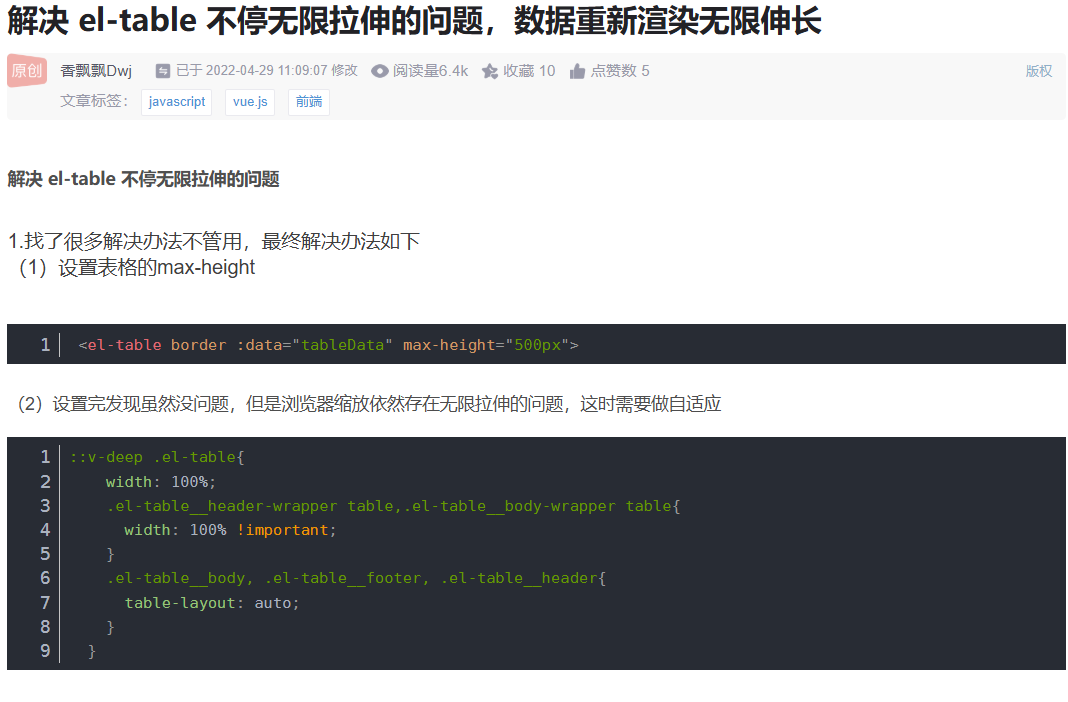 解决 el-table 不停无限拉伸的问题，数据重新渲染无限伸长
原创 香飘飘Dwj 已于 2022-04-29 11:09:07 修改 阅读量6.4k 收藏 10 点赞数 5 版权
文章标签： javascript vue.js 前端
解决 el-table 不停无限拉伸的问题
1.找了很多解决办法不管用，最终解决办法如下
（1）设置表格的max-height
1 <el-table border :data="tableData" max-height="500px">
（2）设置完发现虽然没问题，但是浏览器缩放依然存在无限拉伸的问题，这时需要做自适应
1 ::v-deep .el-table{
2 width: 100%;
3 .el-table__header-wrapper table,.el-table__body-wrapper table{
4 width: 100% !important;
5 }
6 .el-table__body, .el-table__footer, .el-table__header{
7 table-layout: auto;
8 }
9 }